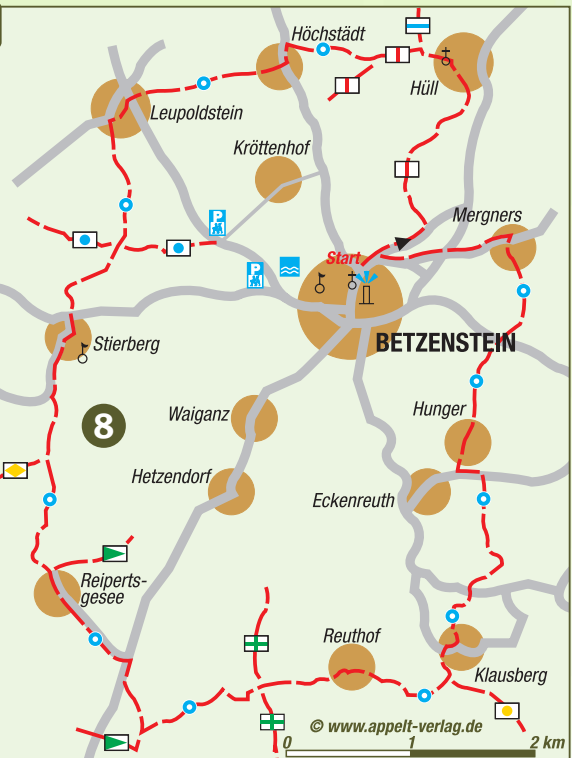 Höchstädt
Hüll
Leupoldstein
Kröttenhof
Mergners
P
Start
P
Stierberg
BETZENSTEIN
8
Waiganz
Hunger
Hetzendorf
Eckenreuth
Reiperts-
gesee
Reuthof
Klausberg
© www.appelt-verlag.de
0 1 2 km